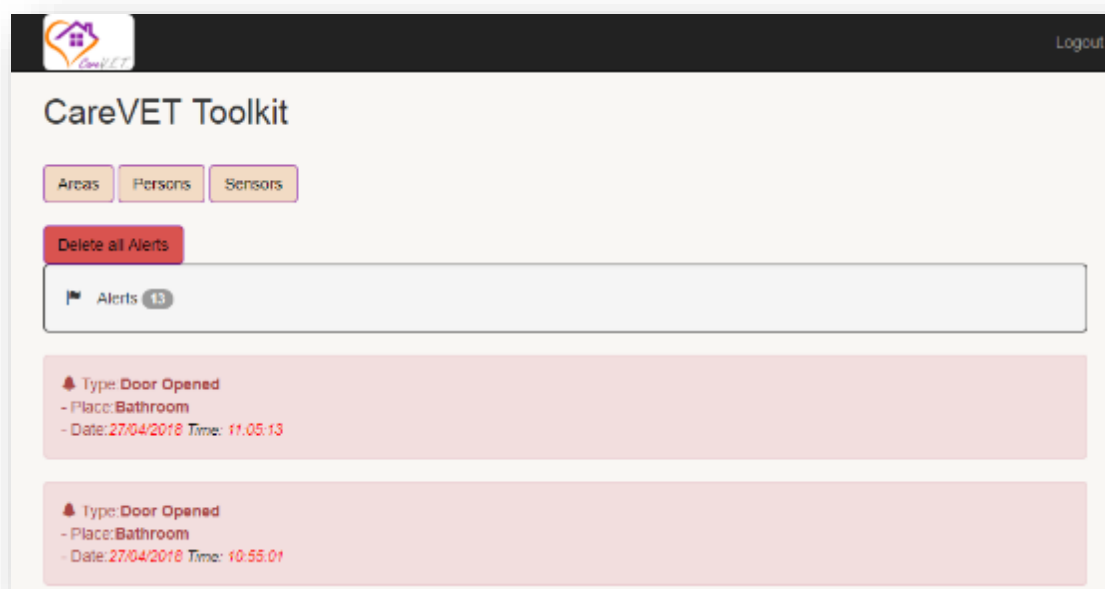 CareVET
Logout
CareVET Toolkit
Areas Persons Sensors
Delete all Alerts
Alerts 13
Type:Door Opened
- Place:Bathroom
- Date:27/04/2018 Time: 11:05:13
Type:Door Opened
- Place:Bathroom
- Date:27/04/2018 Time: 10:55:01